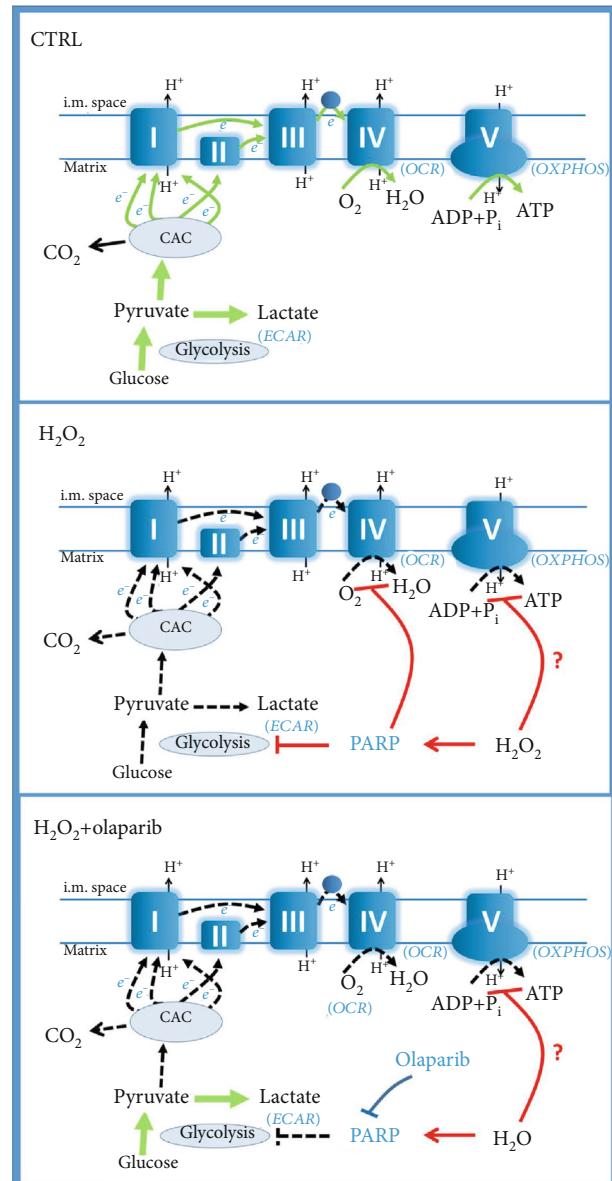 CTRL
H⁺ H⁺ H⁺ H⁺
i.m. space
I e III e IV V
II e⁻
Matrix (OCR) (OXPHOS)
H⁺ H⁺ H⁺ H⁺
e⁻ e⁻ e⁻ e⁻ O₂ H₂O ADP+Pᵢ ATP
CAC
CO₂
Pyruvate Lactate
(ECAR)
Glycolysis
Glucose
H₂O₂
H⁺ H⁺ H⁺ H⁺
i.m. space
I e III e IV V
II e
Matrix (OCR) (OXPHOS)
H⁺ H⁺ H⁺ H⁺
e⁻ e⁻ e⁻ e⁻ O₂ H₂O ADP+Pᵢ ATP
CAC
CO₂
?
Pyruvate Lactate
(ECAR)
Glycolysis PARP H₂O₂
Glucose
H₂O₂+olaparib
H⁺ H⁺ H⁺ H⁺
i.m. space
I e III e IV V
II e
Matrix (OCR) (OXPHOS)
H⁺ H⁺ H⁺ H⁺
e⁻ e⁻ e⁻ e⁻ O₂ H₂O ADP+Pᵢ ATP
(OCR)
CAC
CO₂
?
Olaparib
Pyruvate Lactate
(ECAR)
Glycolysis PARP H₂O
Glucose